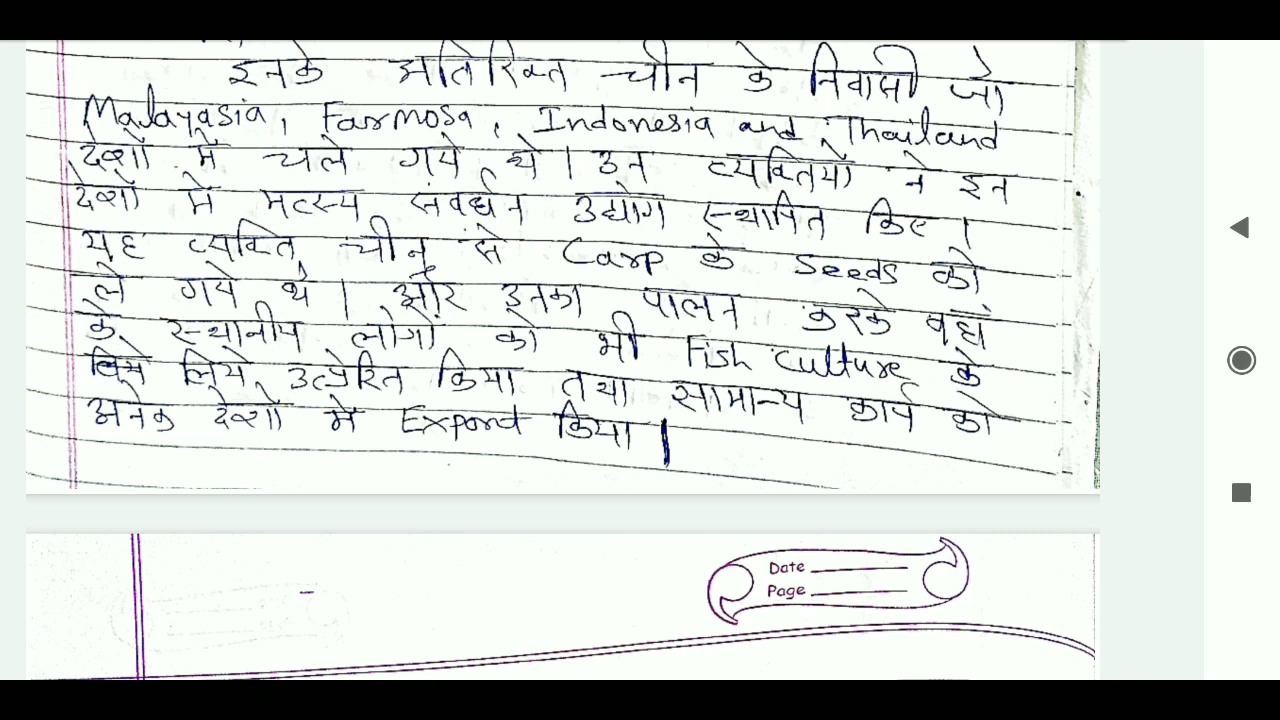 इनके अतिरिक्त चीन के निवासी जो
Malayasia, Farmosa, Indonesia and Thailand
देशों में चले गये थे । उन व्यक्तियों ने इन
देशों में मत्स्य संवर्धन उद्योग स्थापित किए ।
यह व्यक्ति चीन से Carp के Seeds को
ले गये थे । और इनका पालन करके वहाँ
के स्थानीय लोगों को भी Fish Culture के
लिये लिये उत्प्रेरित किया तथा सामान्य कार्प को
अनेक देशों में Export किया |
Date
Page